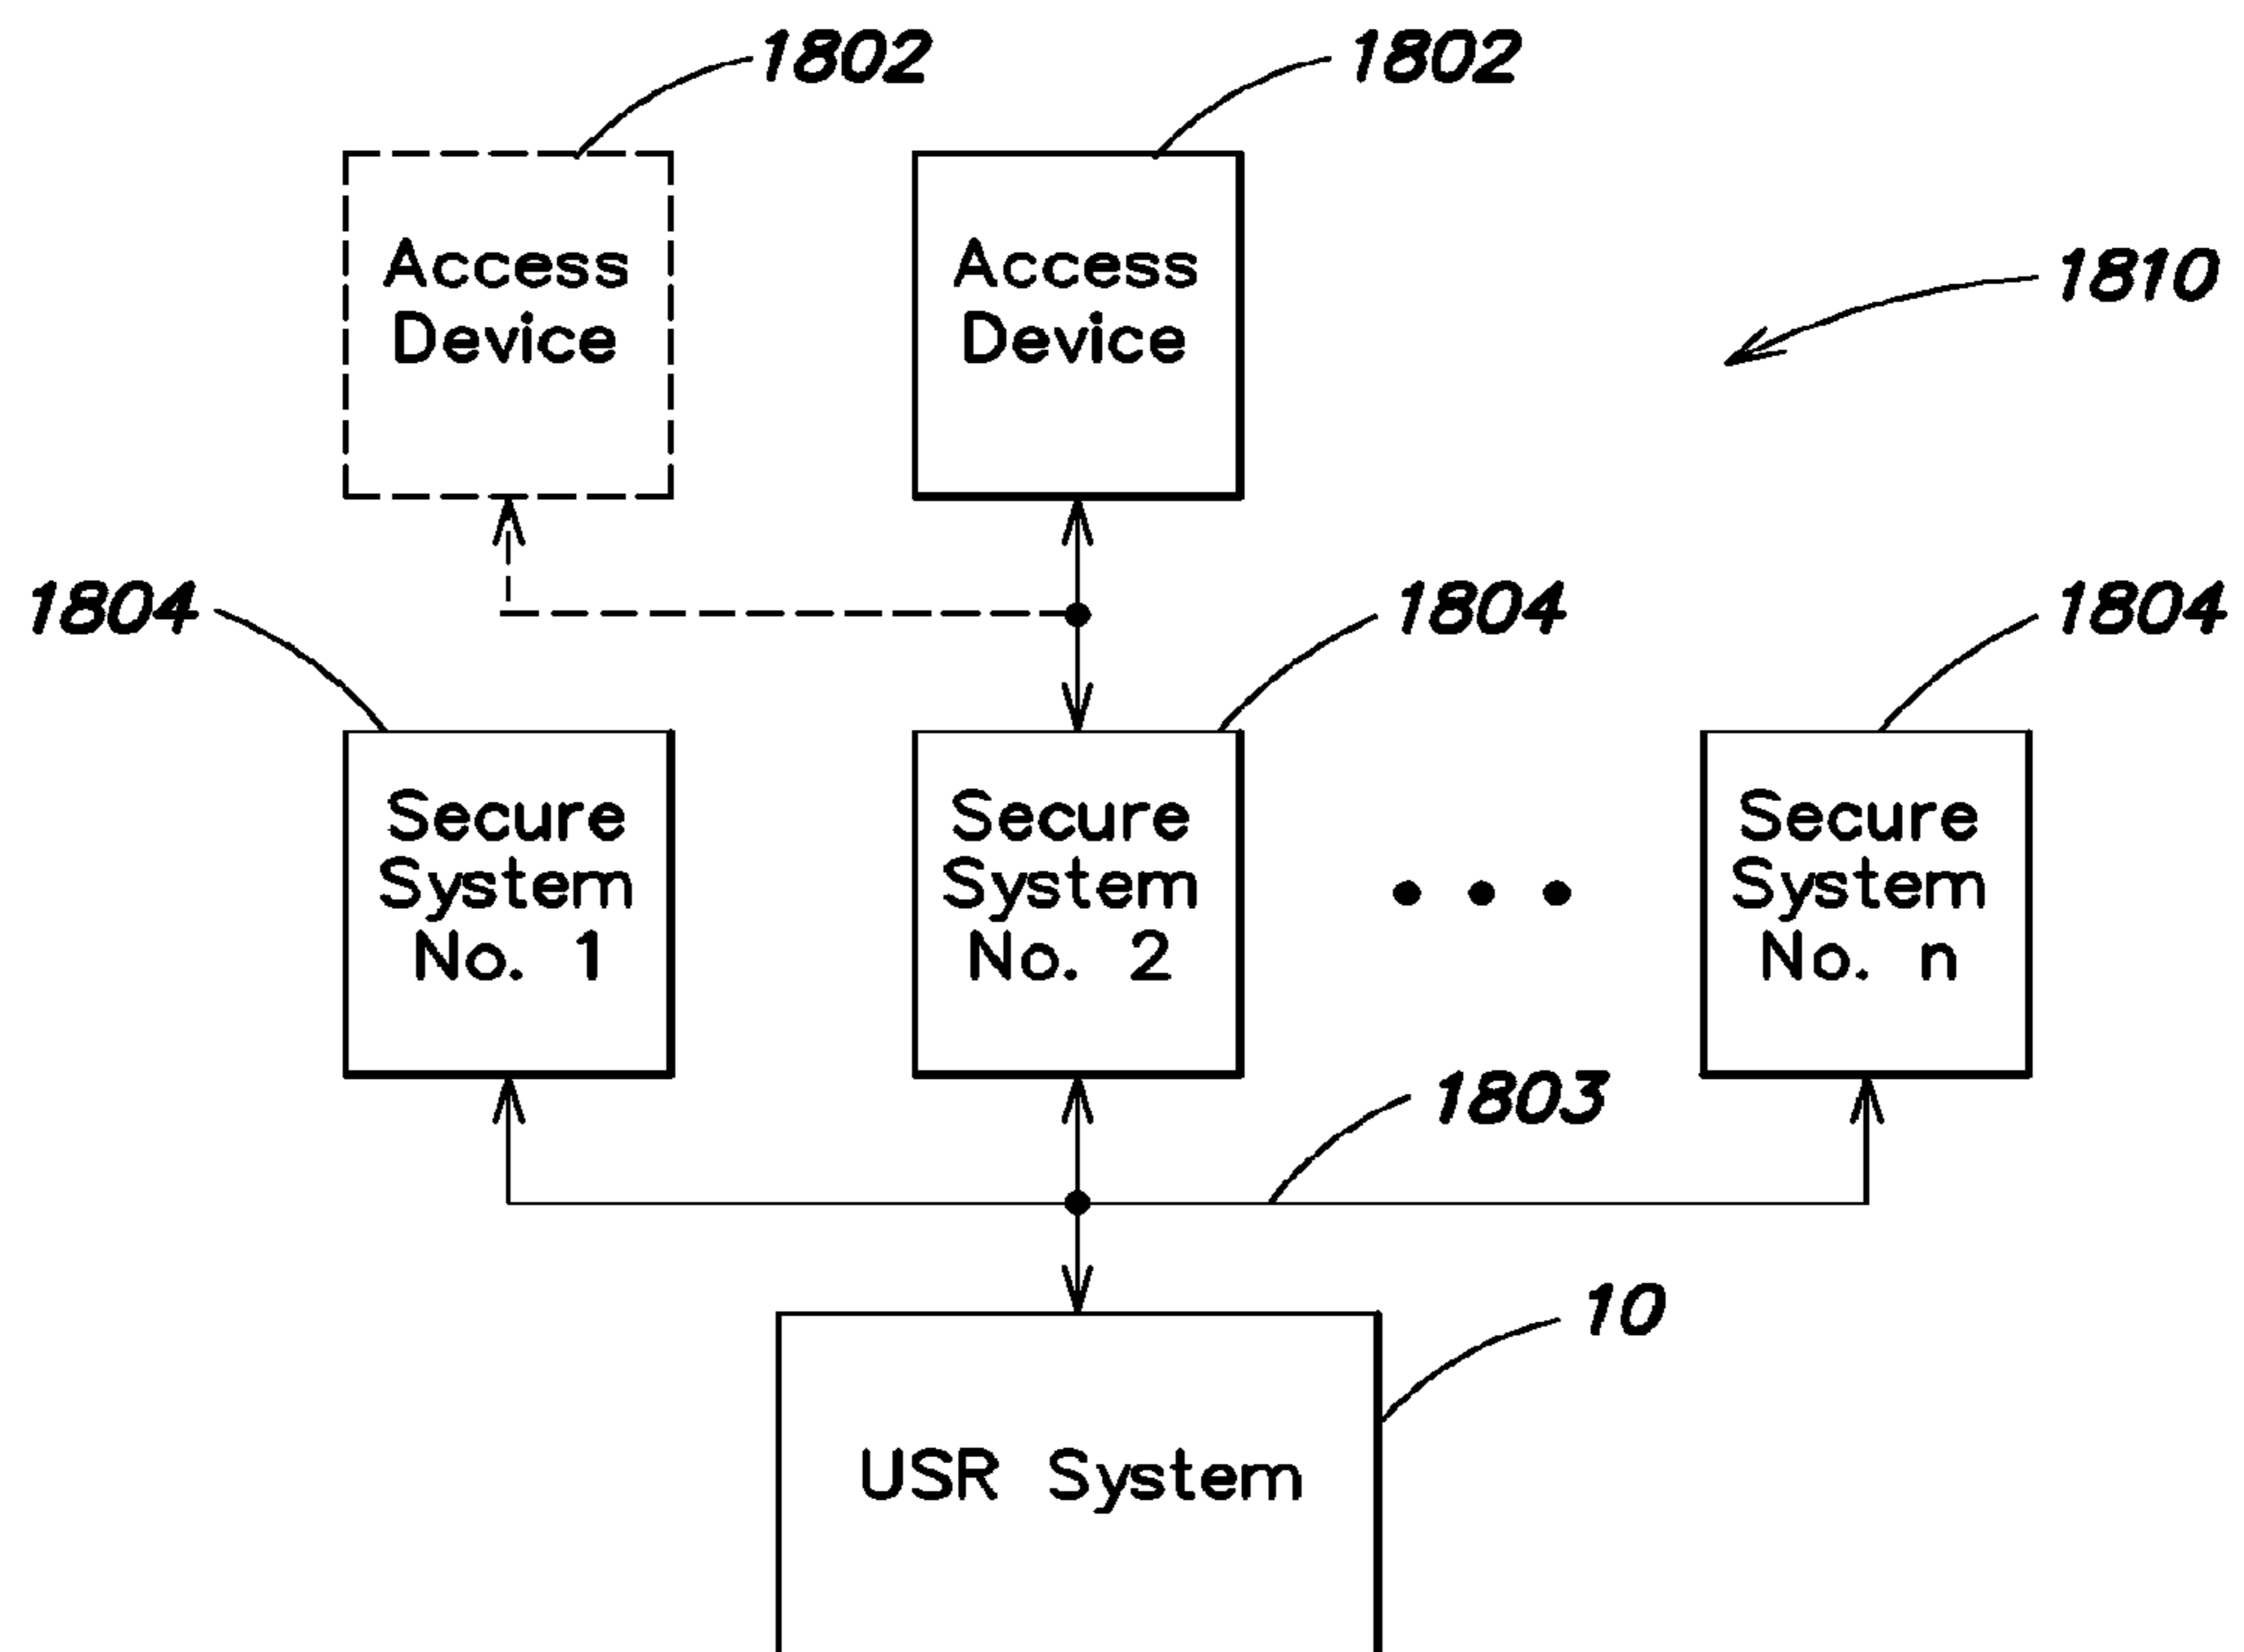 1802
1802
Access
Device
Access
Device
1810
1804
1804
1804
Secure
System
No. 1
Secure
System
No. 2
Secure
System
No. n
1803
10
USR System